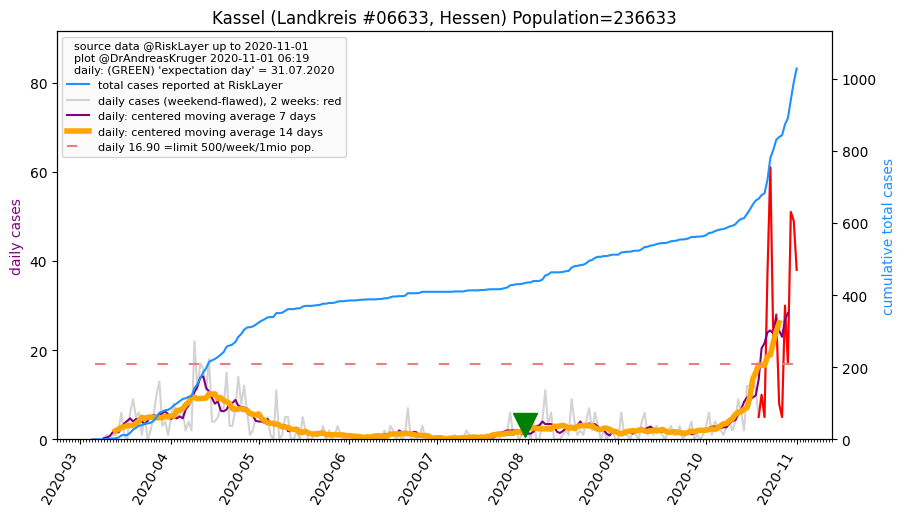 Kassel (Landkreis #06633, Hessen) Population=236633
source data @RiskLayer up to 2020-11-01
plot @DrAndreasKruger 2020-11-01 06:19
daily: (GREEN) 'expectation day' = 31.07.2020
total cases reported at RiskLayer
daily cases (weekend-flawed), 2 weeks: red
daily: centered moving average 7 days
daily: centered moving average 14 days
daily 16.90 =limit 500/week/1mio pop.
daily cases
80
60
40
20
0
cumulative total cases
1000
800
600
400
200
0
2020-03
2020-04
2020-05
2020-06
2020-07
2020-08
2020-09
2020-10
2020-11